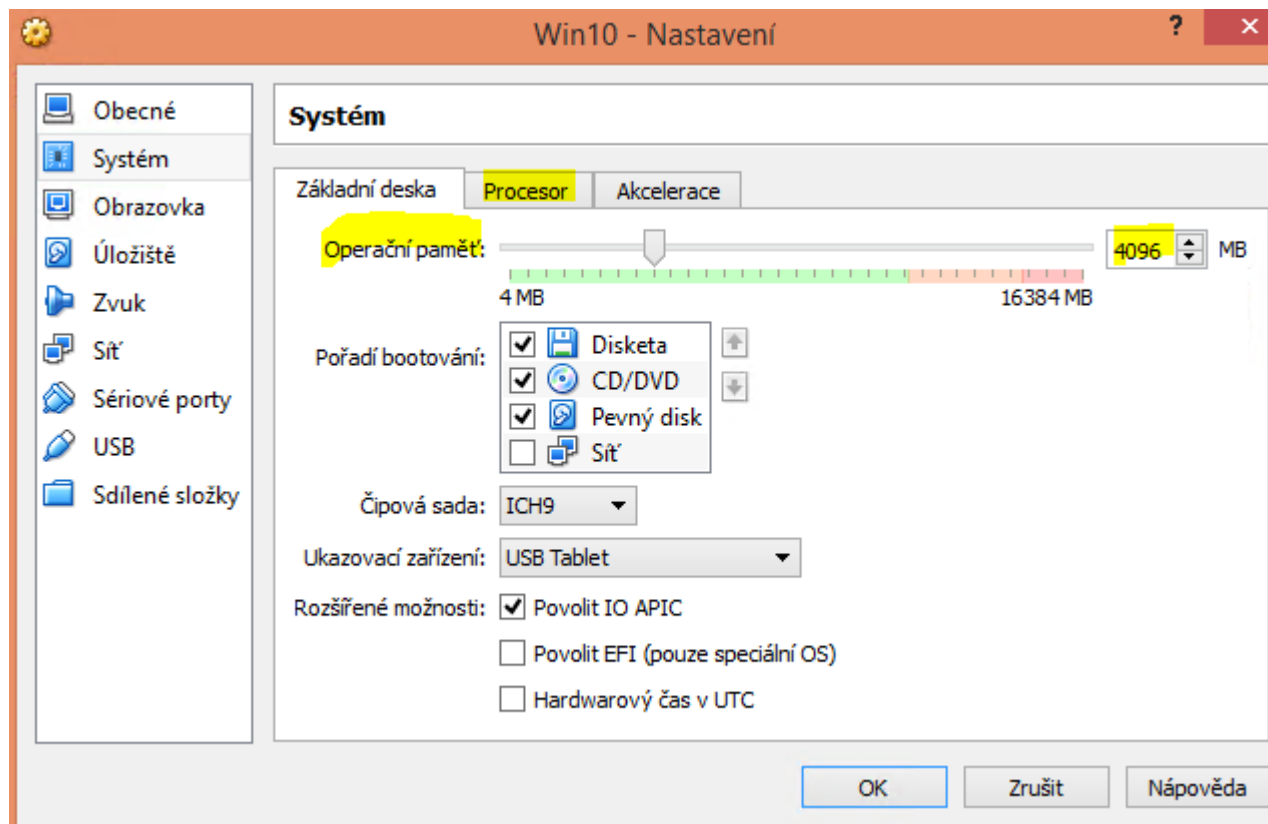 Win10 - Nastavení
?
Obecné
Systém
Obrazovka
Úložiště
Zvuk
Síť
Sériové porty
USB
Sdílené složky
Systém
Základní deska Procesor Akcelerace
Operační paměť: 4096 MB
4 MB 16384 MB
Pořadí bootování: Disketa
CD/DVD
Pevný disk
Síť
Čipová sada: ICH9
Ukazovací zařízení: USB Tablet
Rozšířené možnosti: Povolit IO APIC
Povolit EFI (pouze speciální OS)
Hardwarový čas v UTC
OK Zrušit Nápověda